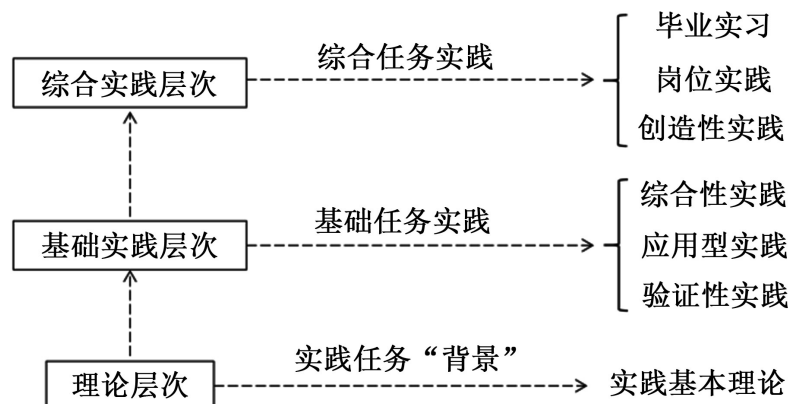 综合实践层次
综合任务实践
毕业实习
岗位实践
创造性实践
基础实践层次
基础任务实践
综合性实践
应用型实践
验证性实践
理论层次
实践任务“背景”
实践基本理论